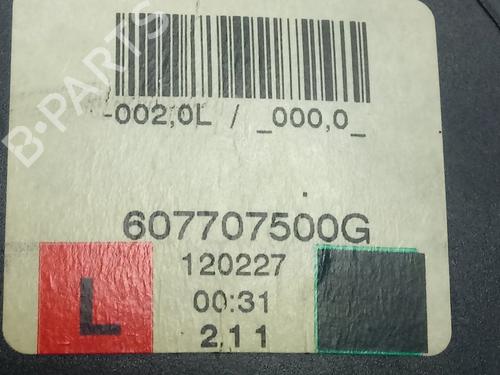 B-PARTS
-002,0L / _000,0_
607707500G
120227
00:31
L
2.11